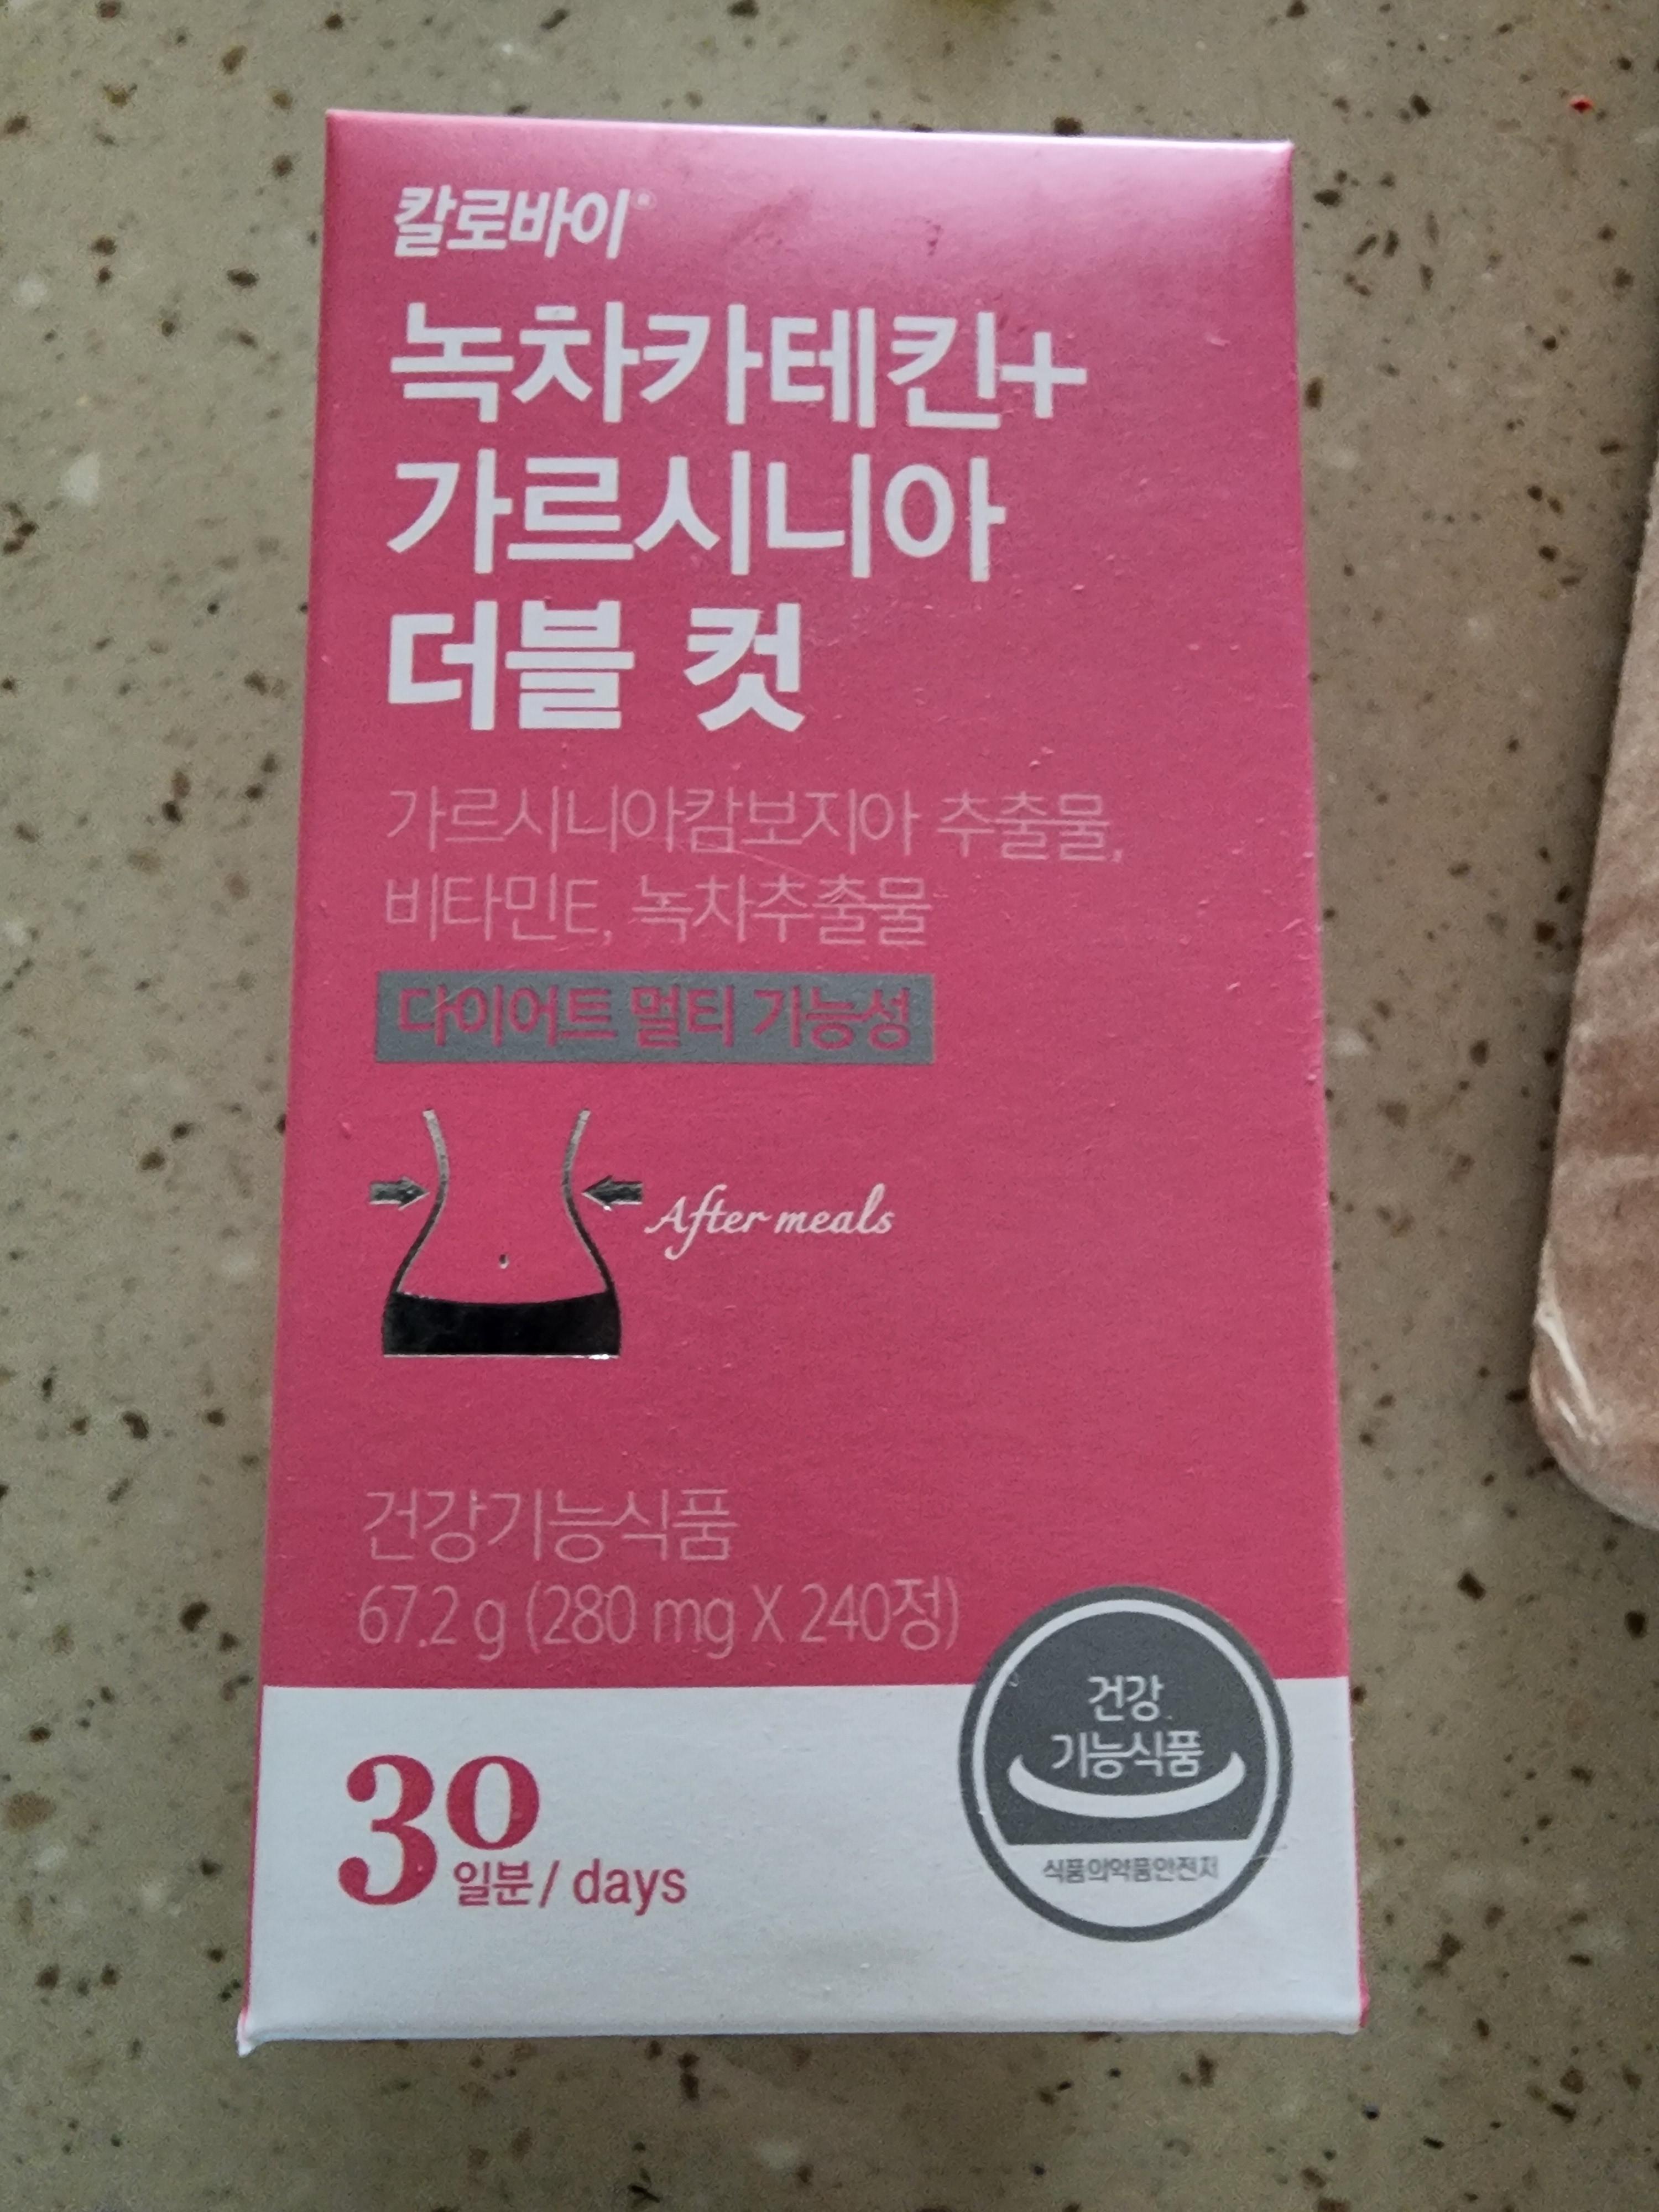 칼로바이®
녹차카테킨+
가르시니아
더블 컷
가르시니아캄보지아 추출물,
비타민E, 녹차추출물
다이어트 멀티 기능성
After meals
건강기능식품
67.2 g (280 mg X 240정)
30
일분 / days
건강
기능식품
식품의약품안전처